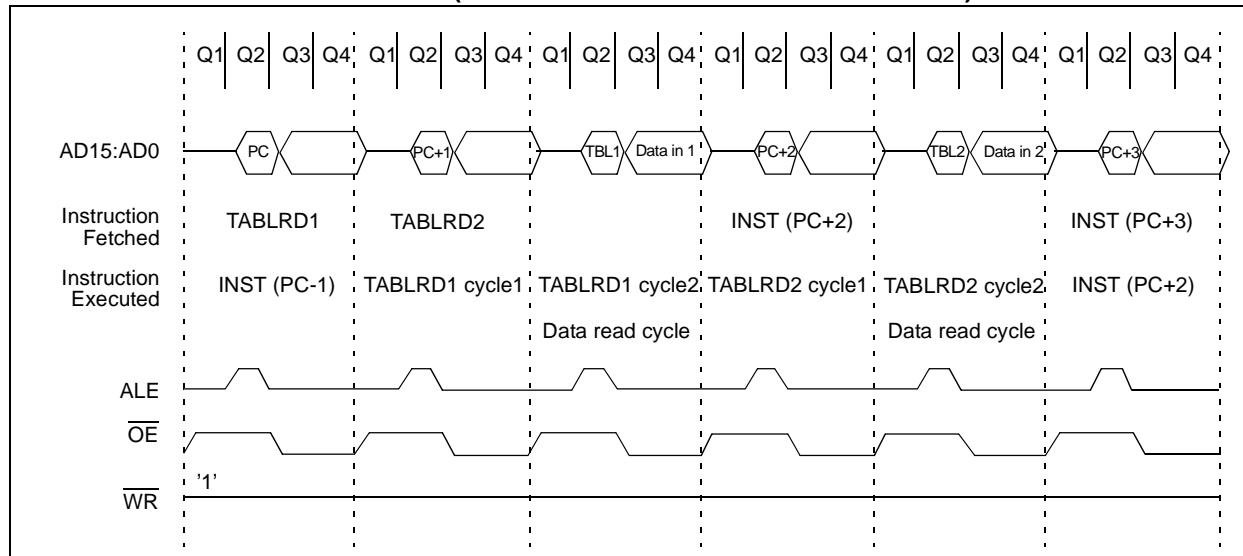 Q1 Q2 Q3 Q4 Q1 Q2 Q3 Q4 Q1 Q2 Q3 Q4 Q1 Q2 Q3 Q4 Q1 Q2 Q3 Q4 Q1 Q2 Q3 Q4
AD15:AD0 PC PC+1 TBL1 Data in 1 PC+2 TBL2 Data in 2 PC+3
Instruction
Fetched
TABLRD1 TABLRD2 INST (PC+2) INST (PC+3)
Instruction
Executed
INST (PC-1) TABLRD1 cycle1 TABLRD1 cycle2 TABLRD2 cycle1 TABLRD2 cycle2 INST (PC+2)
Data read cycle Data read cycle
ALE
OE
'1'
WR